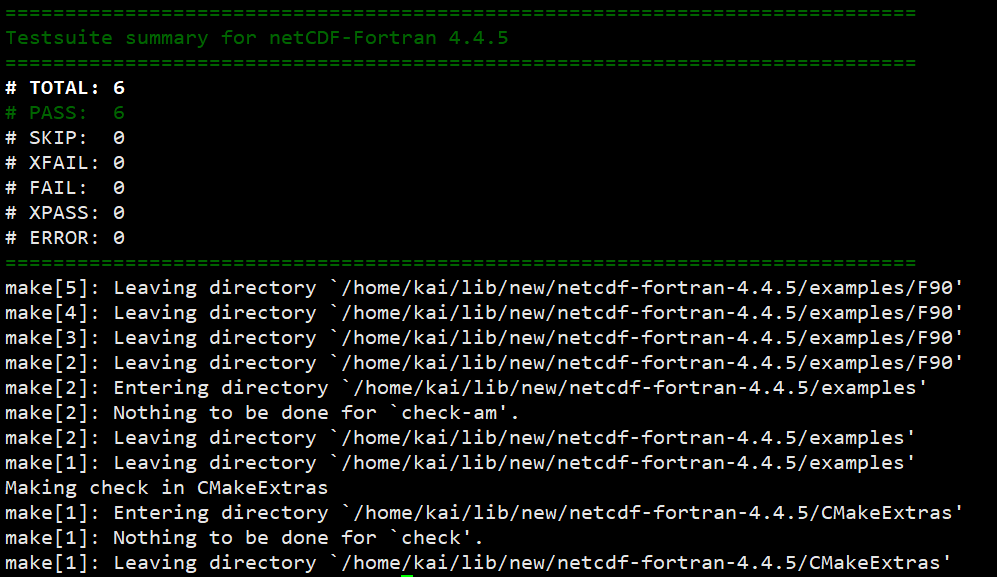 ============================================================================
Testsuite summary for netCDF-Fortran 4.4.5
============================================================================
# TOTAL: 6
# PASS:  6
# SKIP:  0
# XFAIL: 0
# FAIL:  0
# XPASS: 0
# ERROR: 0
============================================================================
make[5]: Leaving directory `/home/kai/lib/new/netcdf-fortran-4.4.5/examples/F90'
make[4]: Leaving directory `/home/kai/lib/new/netcdf-fortran-4.4.5/examples/F90'
make[3]: Leaving directory `/home/kai/lib/new/netcdf-fortran-4.4.5/examples/F90'
make[2]: Leaving directory `/home/kai/lib/new/netcdf-fortran-4.4.5/examples/F90'
make[2]: Entering directory `/home/kai/lib/new/netcdf-fortran-4.4.5/examples'
make[2]: Nothing to be done for `check-am'.
make[2]: Leaving directory `/home/kai/lib/new/netcdf-fortran-4.4.5/examples'
make[1]: Leaving directory `/home/kai/lib/new/netcdf-fortran-4.4.5/examples'
Making check in CMakeExtras
make[1]: Entering directory `/home/kai/lib/new/netcdf-fortran-4.4.5/CMakeExtras'
make[1]: Nothing to be done for `check'.
make[1]: Leaving directory `/home/kai/lib/new/netcdf-fortran-4.4.5/CMakeExtras'